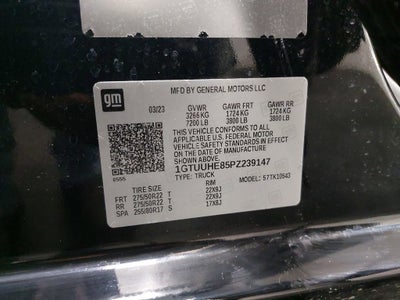 gm
MFD BY GENERAL MOTORS LLC
03/23 GVWR GAWR FRT GAWR RR
3266KG 1724KG 1724KG
7200 LB 3800 LB 3800 LB
THIS VEHICLE CONFORMS TO ALL
APPLICABLE U.S. FEDERAL MOTOR
VEHICLE SAFETY STANDARDS IN EFFECT ON
THE DATE OF MANUFACTURE SHOWN ABOVE.
1GTUUHE85PZ239147
TYPE: TRUCK MODEL: 57TK10543
TIRE SIZE RIM
FRT 275/50R22 T 22X9J
RR 275/50R22 T 22X9J
SPA 255/80R17 S 17X8J